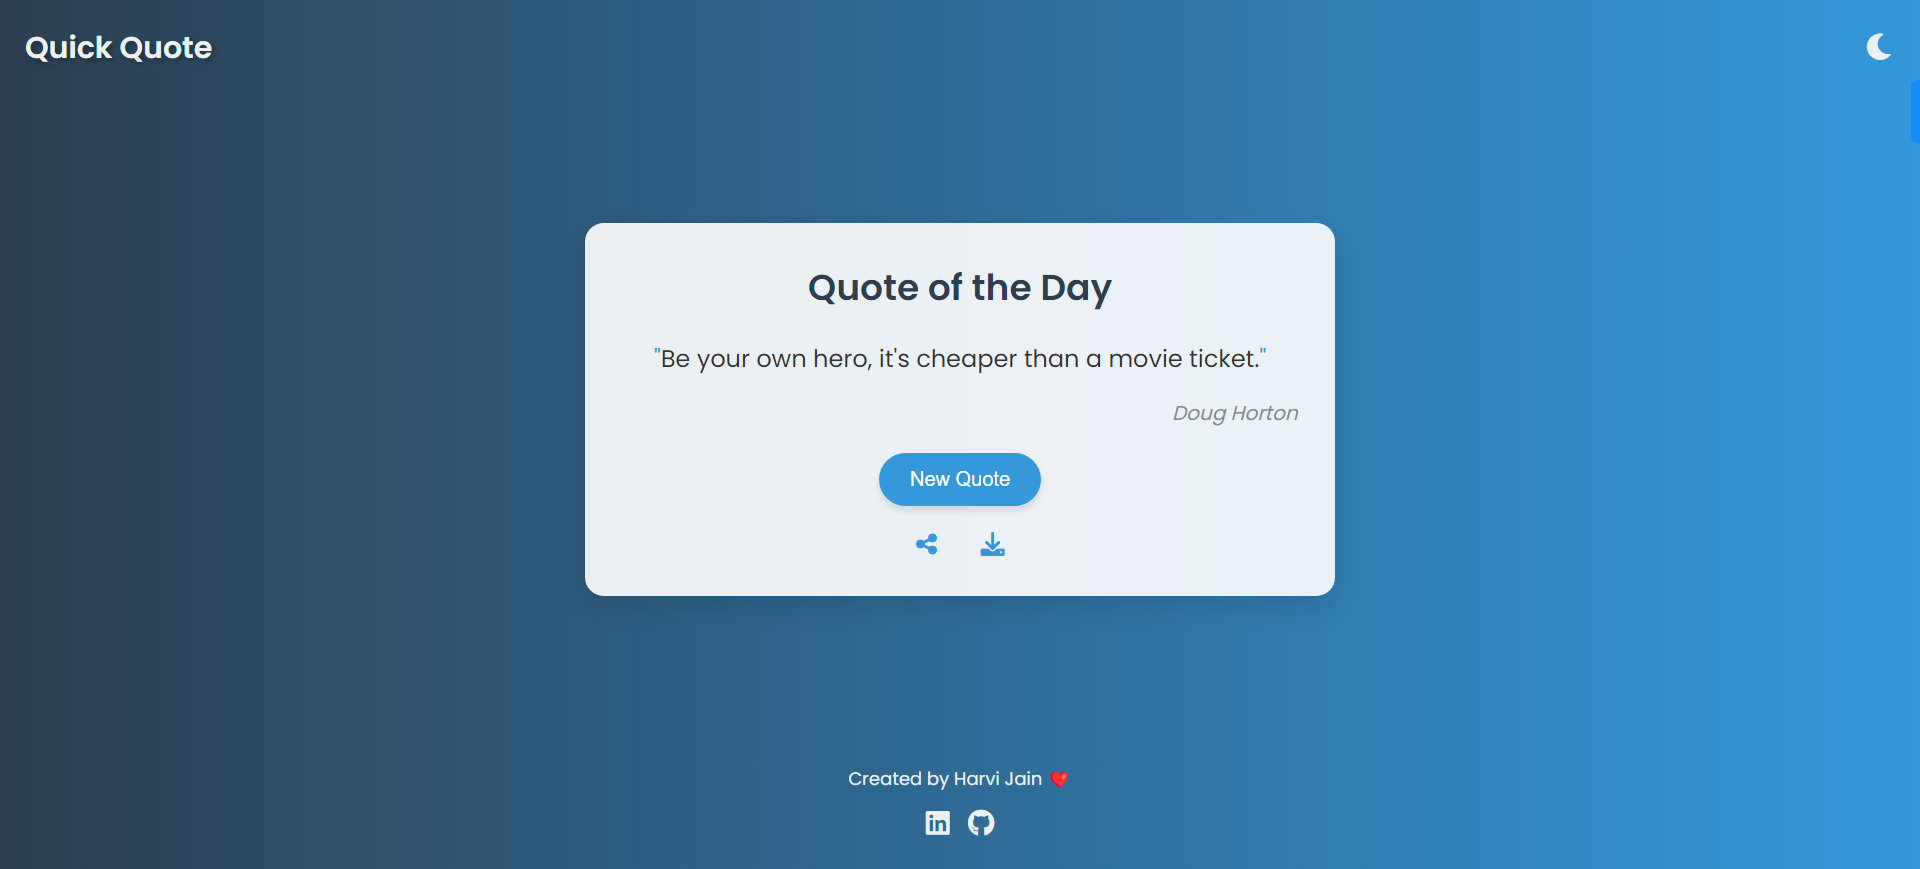 Quick Quote
Quote of the Day
"Be your own hero, it's cheaper than a movie ticket."
Doug Horton
New Quote
Created by Harvi Jain ❤️